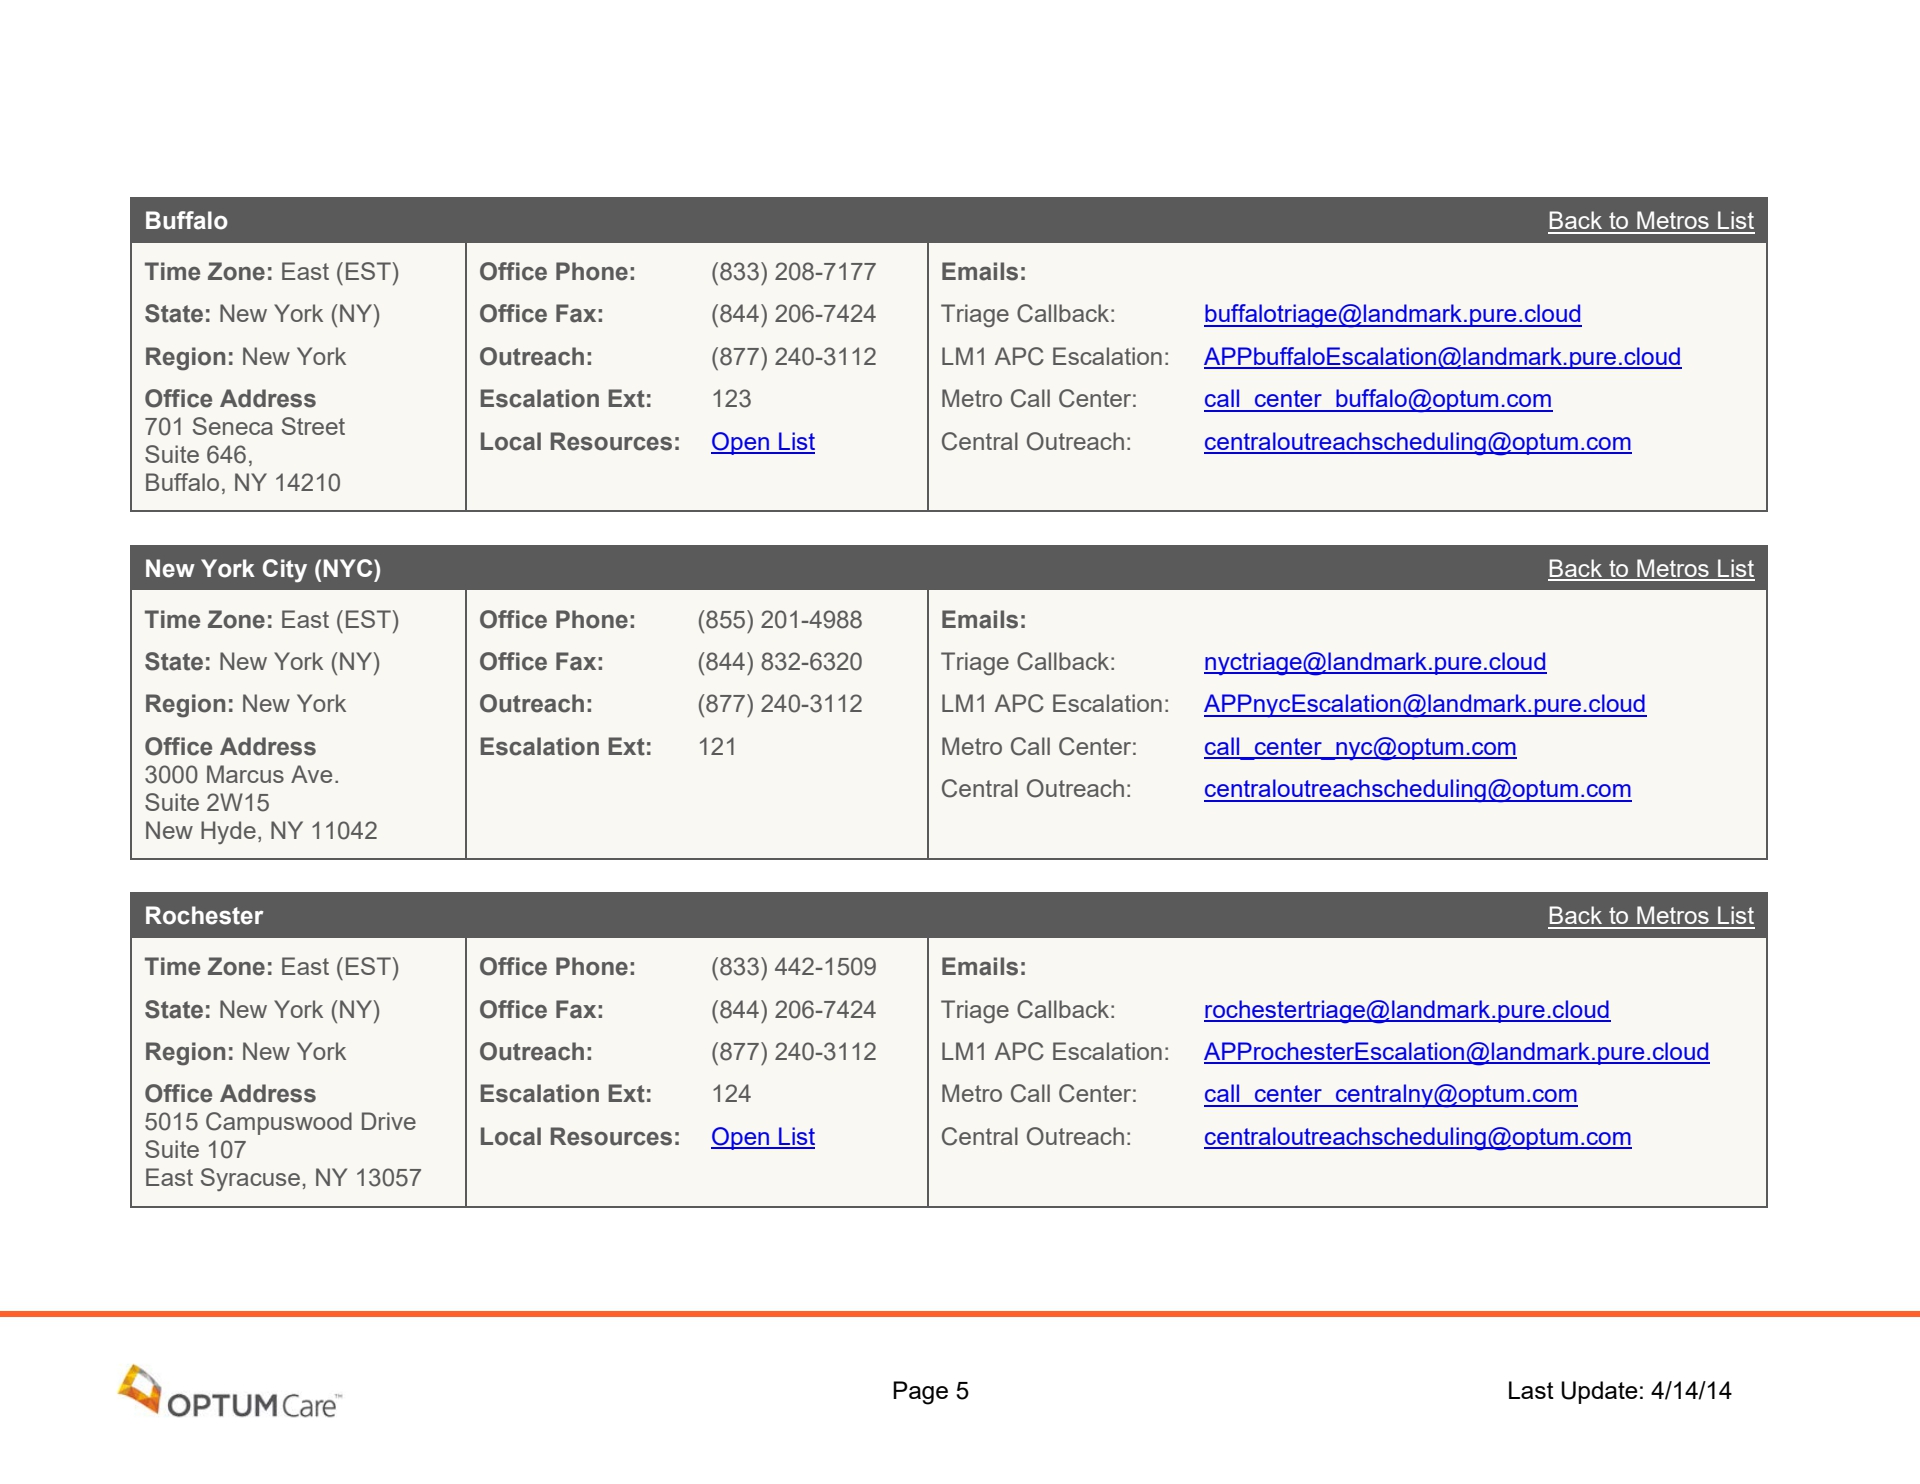 Buffalo Back to Metros List
Time Zone: East (EST)
State: New York (NY)
Region: New York
Office Address
701 Seneca Street
Suite 646,
Buffalo, NY 14210
Office Phone: (833) 208-7177
Office Fax: (844) 206-7424
Outreach: (877) 240-3112
Escalation Ext: 123
Local Resources: Open List
Emails:
Triage Callback: buffalotriage@landmark.pure.cloud
LM1 APC Escalation: APPbuffaloEscalation@landmark.pure.cloud
Metro Call Center: call_center_buffalo@optum.com
Central Outreach: centraloutreachscheduling@optum.com
New York City (NYC) Back to Metros List
Time Zone: East (EST)
State: New York (NY)
Region: New York
Office Address
3000 Marcus Ave.
Suite 2W15
New Hyde, NY 11042
Office Phone: (855) 201-4988
Office Fax: (844) 832-6320
Outreach: (877) 240-3112
Escalation Ext: 121
Emails:
Triage Callback: nyctriage@landmark.pure.cloud
LM1 APC Escalation: APPnycEscalation@landmark.pure.cloud
Metro Call Center: call_center_nyc@optum.com
Central Outreach: centraloutreachscheduling@optum.com
Rochester Back to Metros List
Time Zone: East (EST)
State: New York (NY)
Region: New York
Office Address
5015 Campuswood Drive
Suite 107
East Syracuse, NY 13057
Office Phone: (833) 442-1509
Office Fax: (844) 206-7424
Outreach: (877) 240-3112
Escalation Ext: 124
Local Resources: Open List
Emails:
Triage Callback: rochestertriage@landmark.pure.cloud
LM1 APC Escalation: APProchesterEscalation@landmark.pure.cloud
Metro Call Center: call_center_centralny@optum.com
Central Outreach: centraloutreachscheduling@optum.com
OPTUM Care™ Page 5 Last Update: 4/14/14